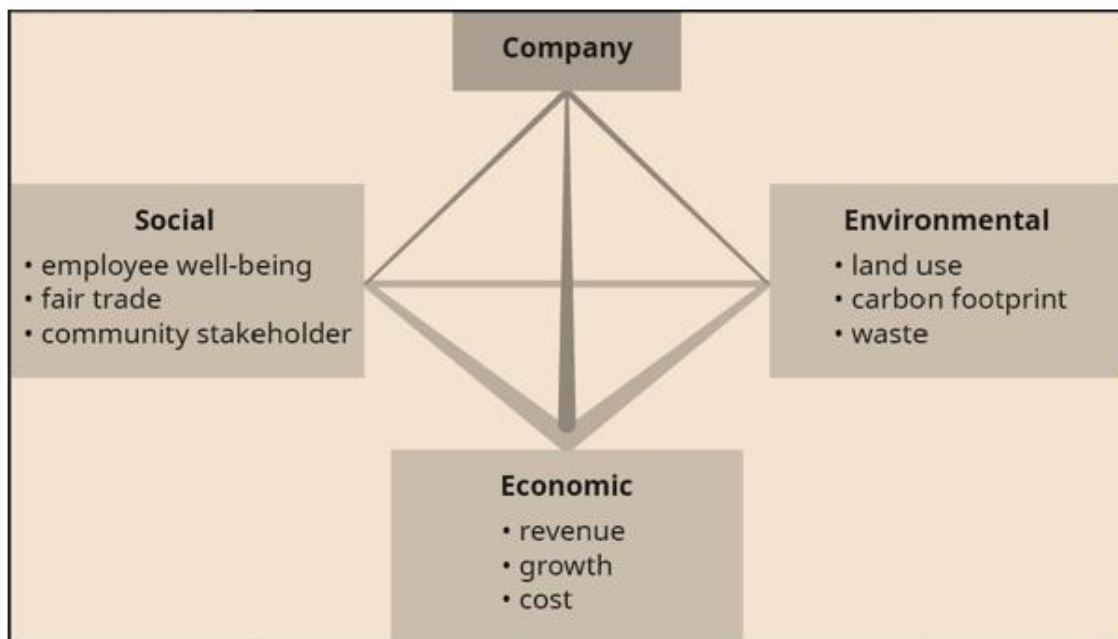 Company
Social
• employee well-being
• fair trade
• community stakeholder
Environmental
• land use
• carbon footprint
• waste
Economic
• revenue
• growth
• cost